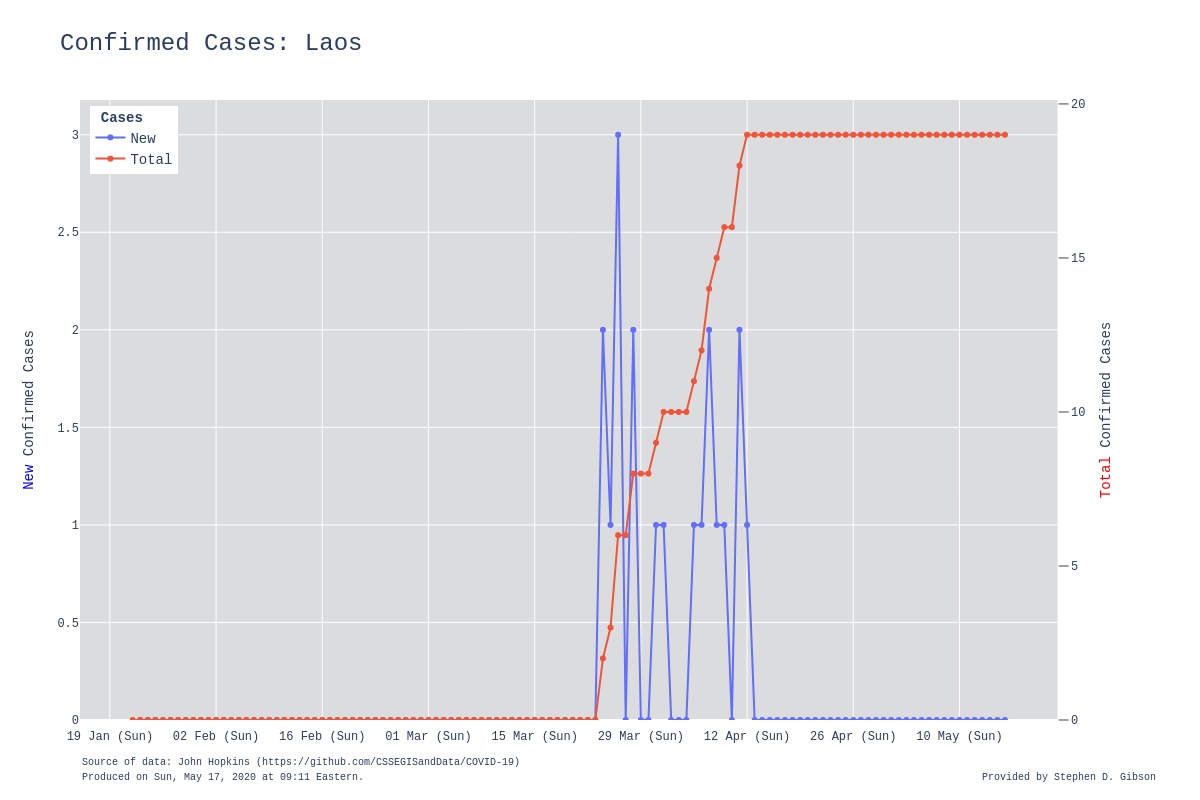 Confirmed Cases: Laos
Cases
New
Total
3
2.5
2
1.5
1
0.5
0
New Confirmed Cases
20
15
10
5
0
Total Confirmed Cases
19 Jan (Sun)
02 Feb (Sun)
16 Feb (Sun)
01 Mar (Sun)
15 Mar (Sun)
29 Mar (Sun)
12 Apr (Sun)
26 Apr (Sun)
10 May (Sun)
Source of data: John Hopkins (https://github.com/CSSEGISandData/COVID-19)
Produced on Sun, May 17, 2020 at 09:11 Eastern.
Provided by Stephen D. Gibson